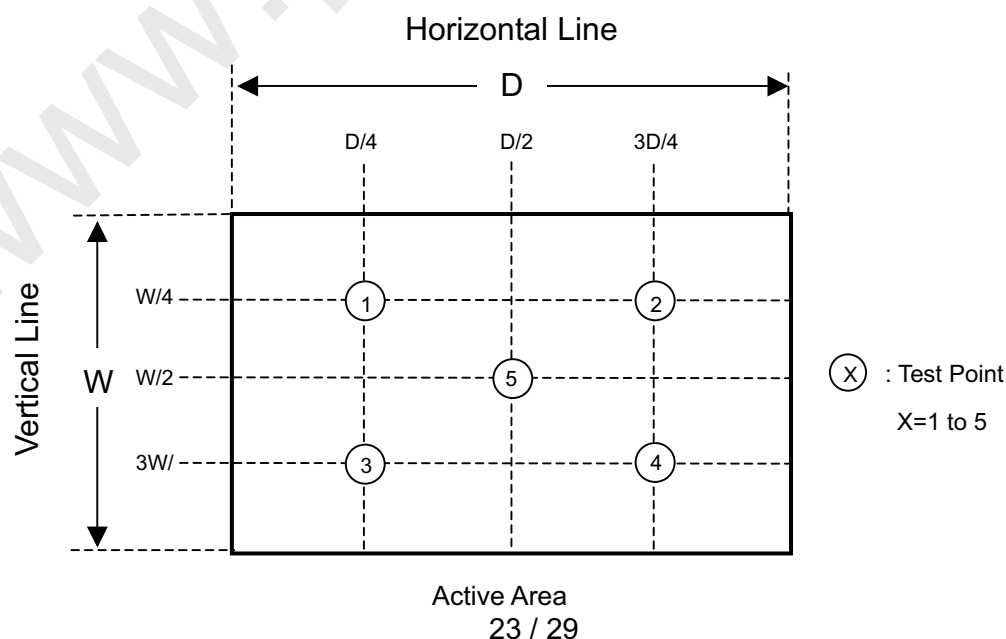 Horizontal Line
D
D/4 D/2 3D/4
W/4
1 2
Vertical Line
W
W/2
5
X : Test Point
X=1 to 5
3W/
3 4
Active Area
23 / 29